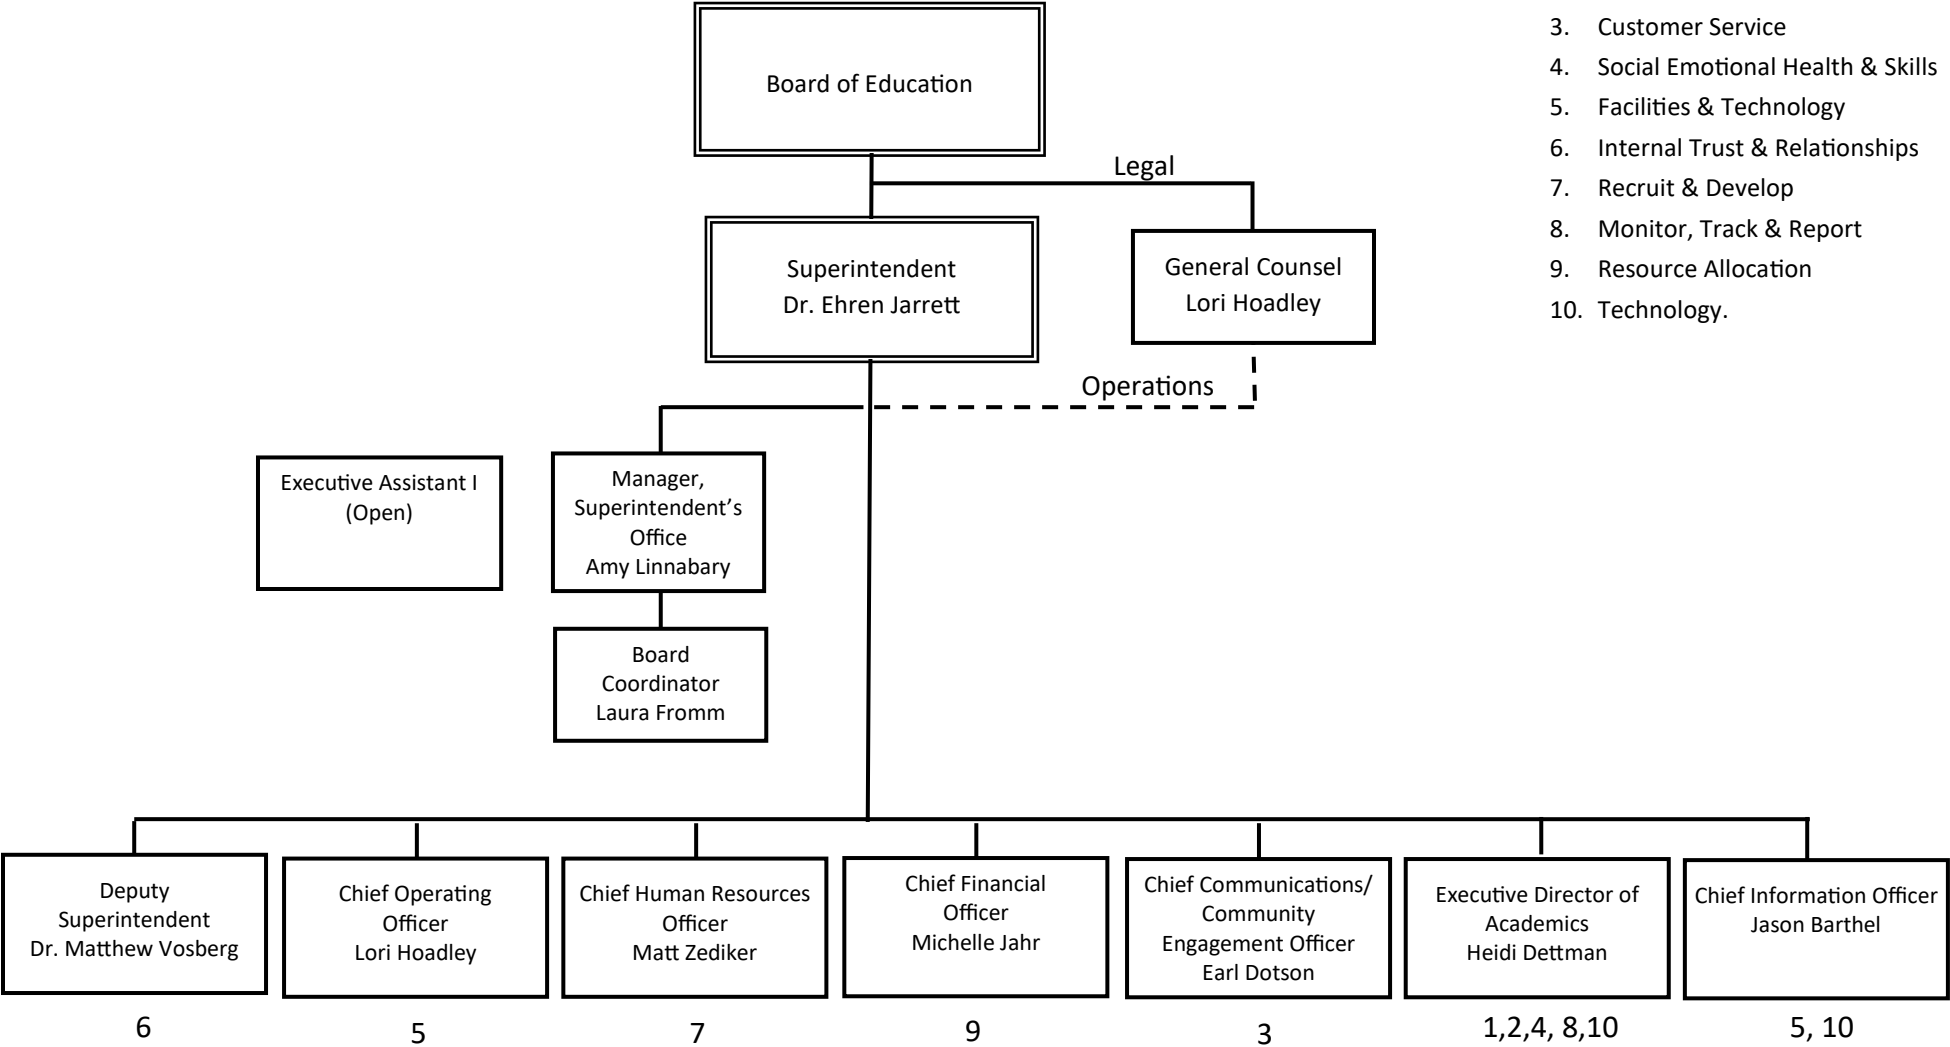 Board of Education
3. Customer Service
4. Social Emotional Health & Skills
5. Facilities & Technology
6. Internal Trust & Relationships
7. Recruit & Develop
8. Monitor, Track & Report
9. Resource Allocation
10. Technology.
Legal
Superintendent
Dr. Ehren Jarrett
General Counsel
Lori Hoadley
Operations
Executive Assistant I
(Open)
Manager,
Superintendent’s
Office
Amy Linnabary
Board
Coordinator
Laura Fromm
Deputy
Superintendent
Dr. Matthew Vosberg
6
Chief Operating
Officer
Lori Hoadley
5
Chief Human Resources
Officer
Matt Zediker
7
Chief Financial
Officer
Michelle Jahr
9
Chief Communications/
Community
Engagement Officer
Earl Dotson
3
Executive Director of
Academics
Heidi Dettman
1,2,4, 8,10
Chief Information Officer
Jason Barthel
5, 10